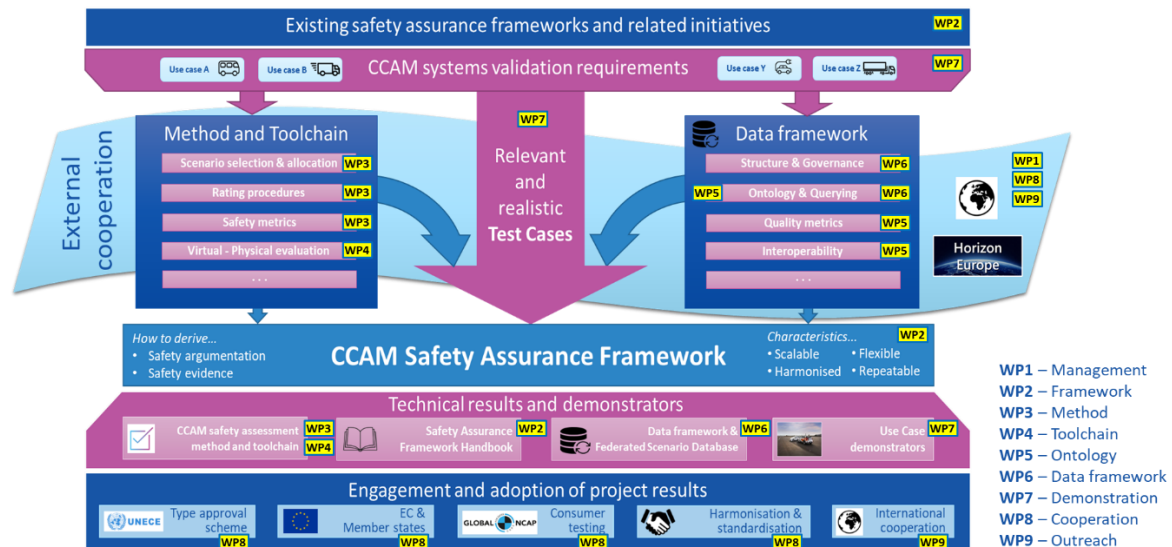 Existing safety assurance frameworks and related initiatives
WP2
Use case A
Use case B
CCAM systems validation requirements
Use case Y
Use case Z
WP7
External
cooperation
Method and Toolchain
Scenario selection & allocation
WP3
Rating procedures
WP3
Safety metrics
WP3
Virtual - Physical evaluation
WP4
. . .
WP7
Relevant
and
realistic
Test Cases
Data framework
Structure & Governance
WP6
WP5
Ontology & Querying
WP6
Quality metrics
WP5
Interoperability
WP5
. . .
WP1
WP8
WP9
Horizon
Europe
How to derive...
• Safety argumentation
• Safety evidence
CCAM Safety Assurance Framework
Characteristics...
WP2
• Scalable
• Flexible
• Harmonised
• Repeatable
Technical results and demonstrators
CCAM safety assessment
method and toolchain
WP3
WP4
Safety Assurance
Framework Handbook
WP2
Data framework &
Federated Scenario Database
WP6
Use Case
demonstrators
WP7
Engagement and adoption of project results
UNECE
Type approval
scheme
WP8
EC &
Member states
WP8
GLOBAL NCAP
Consumer
testing
WP8
Harmonisation &
standardisation
WP8
International
cooperation
WP9
WP1 – Management
WP2 – Framework
WP3 – Method
WP4 – Toolchain
WP5 – Ontology
WP6 – Data framework
WP7 – Demonstration
WP8 – Cooperation
WP9 – Outreach